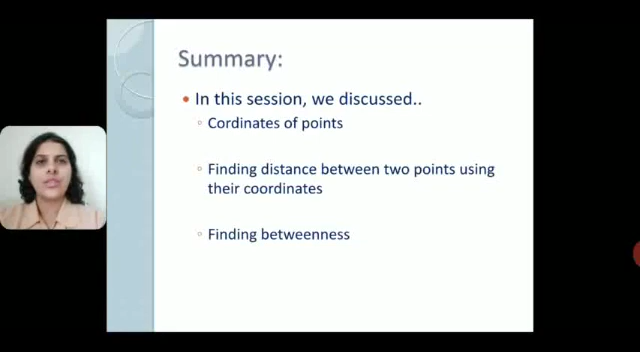 Summary:
In this session, we discussed..
Cordinates of points
Finding distance between two points using
their coordinates
Finding betweenness